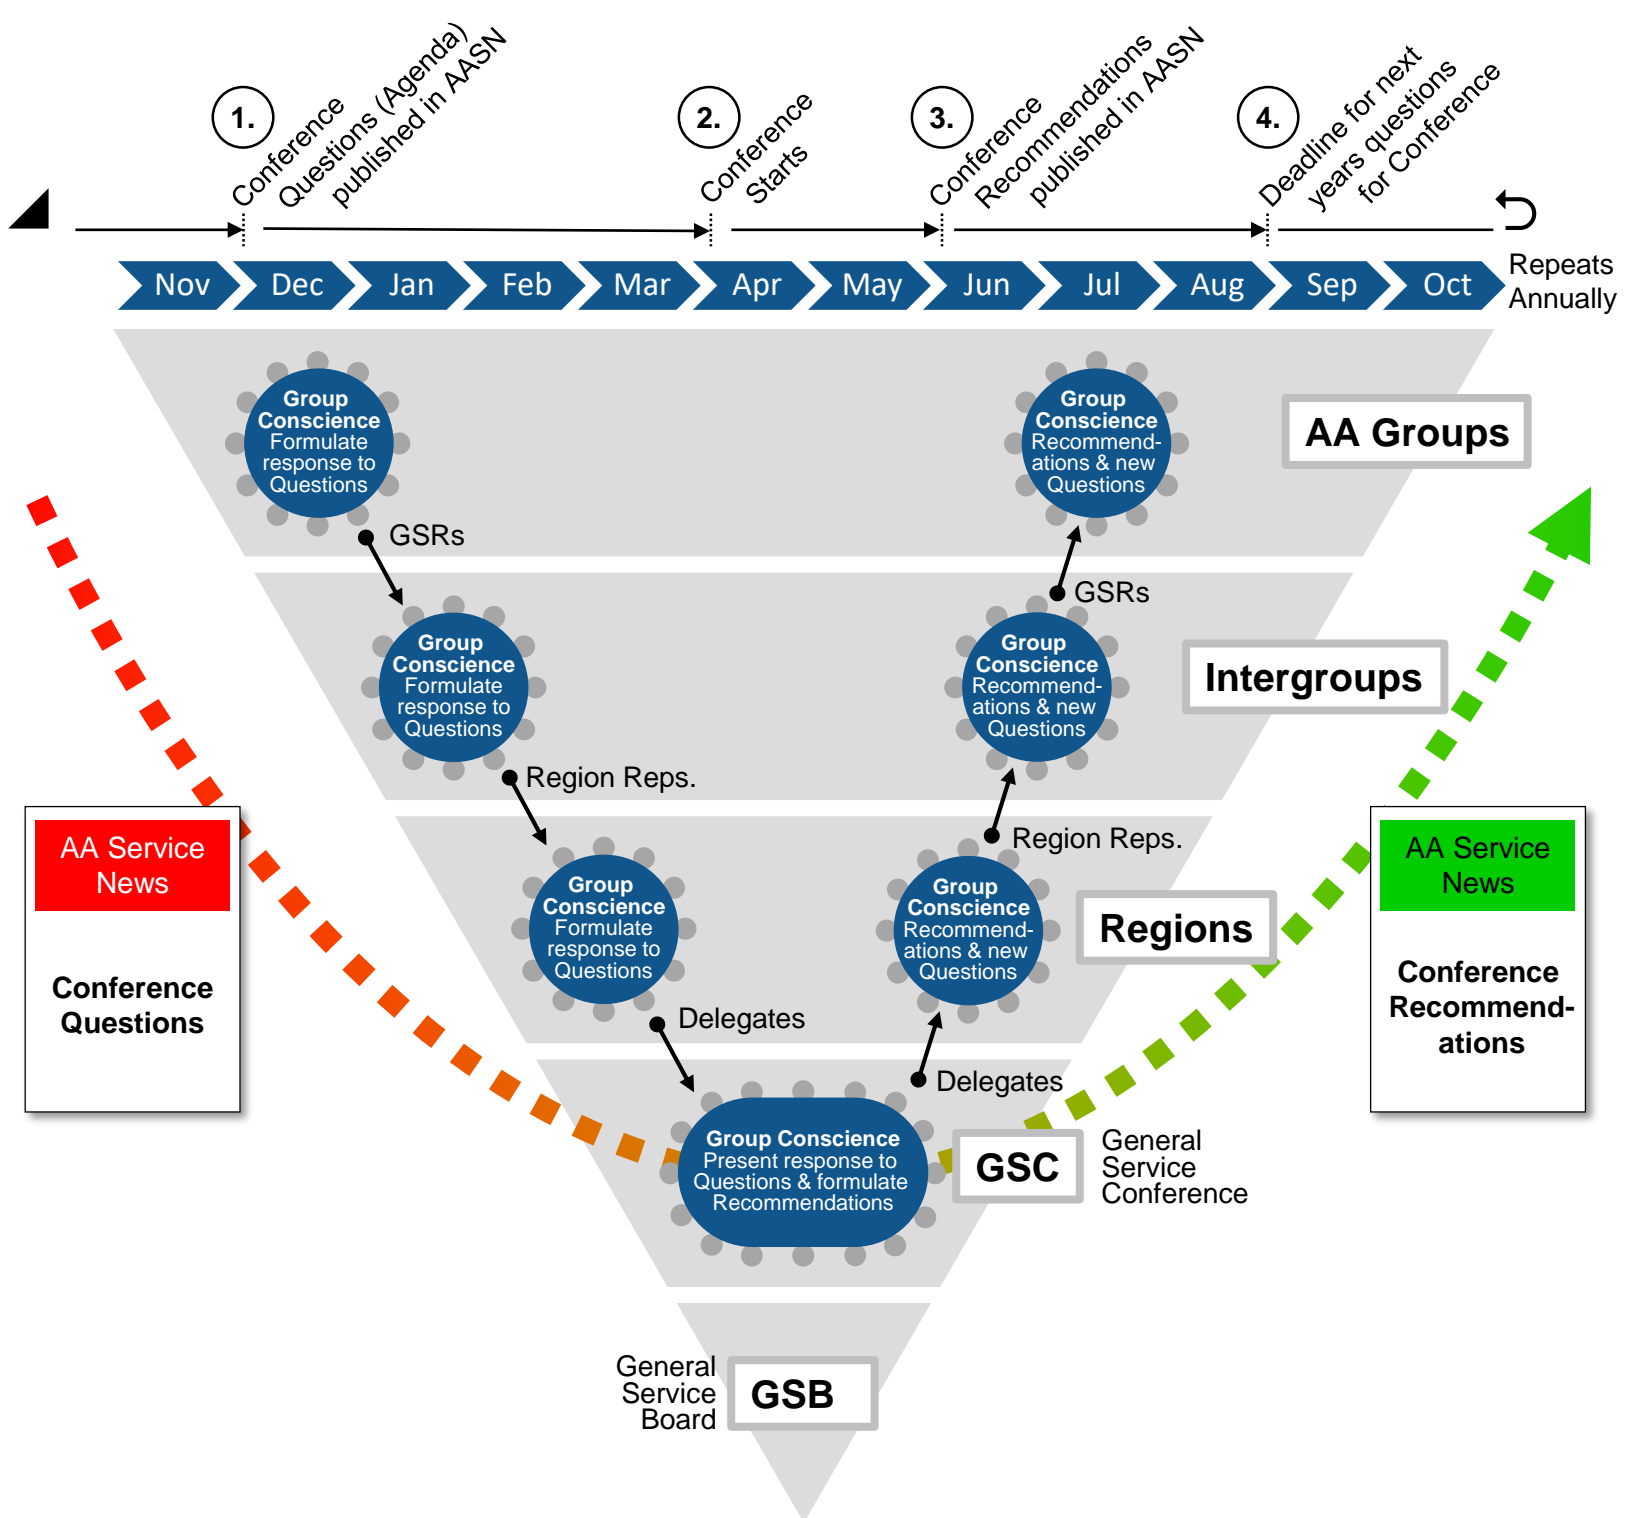 1.
Conference
Questions (Agenda)
published in AASN
2.
Conference
Starts
3.
Conference
Recommendations
published in AASN
4.
Deadline for next
years questions
for Conference
Nov
Dec
Jan
Feb
Mar
Apr
May
Jun
Jul
Aug
Sep
Oct
Repeats
Annually
Group
Conscience
Formulate
response to
Questions
Group
Conscience
Recommend-
ations & new
Questions
AA Groups
GSRs
GSRs
Group
Conscience
Formulate
response to
Questions
Group
Conscience
Recommend-
ations & new
Questions
Intergroups
Region Reps.
Region Reps.
AA Service
News
Conference
Questions
Group
Conscience
Formulate
response to
Questions
Group
Conscience
Recommend-
ations & new
Questions
Regions
AA Service
News
Conference
Recommend-
ations
Delegates
Delegates
Group Conscience
Present response to
Questions & formulate
Recommendations
GSC
General
Service
Conference
General
Service
Board
GSB